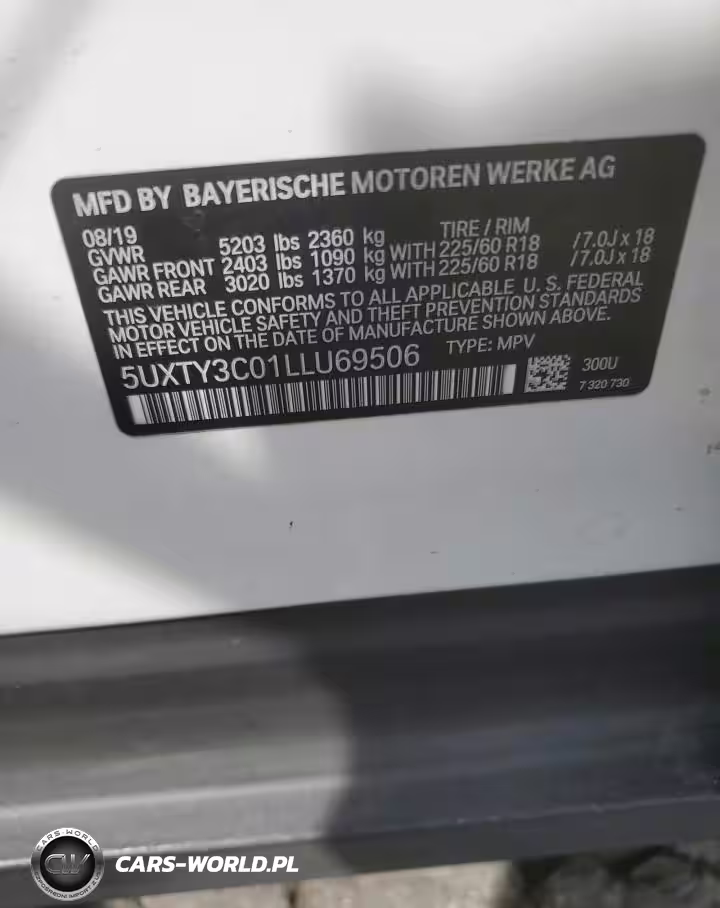 MFD BY BAYERISCHE MOTOREN WERKE AG
08/19 TIRE / RIM
GVWR 5203 lbs 2360 kg
GAWR FRONT 2403 lbs 1090 kg WITH 225/60 R18 / 7.0J x 18
GAWR REAR 3020 lbs 1370 kg WITH 225/60 R18 / 7.0J x 18
THIS VEHICLE CONFORMS TO ALL APPLICABLE U. S. FEDERAL
MOTOR VEHICLE SAFETY AND THEFT PREVENTION STANDARDS
IN EFFECT ON THE DATE OF MANUFACTURE SHOWN ABOVE.
5UXTY3C01LLU69506 TYPE: MPV
300U
7 320 730
CARS-WORLD
CW
CARS-WORLD.PL